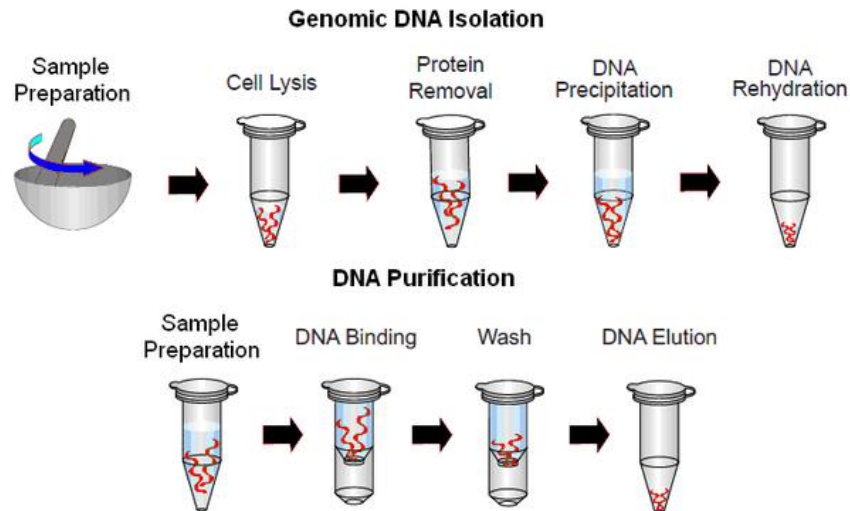 Genomic DNA Isolation
Sample
Preparation
Cell Lysis
Protein
Removal
DNA
Precipitation
DNA
Rehydration
DNA Purification
Sample
Preparation
DNA Binding
Wash
DNA Elution